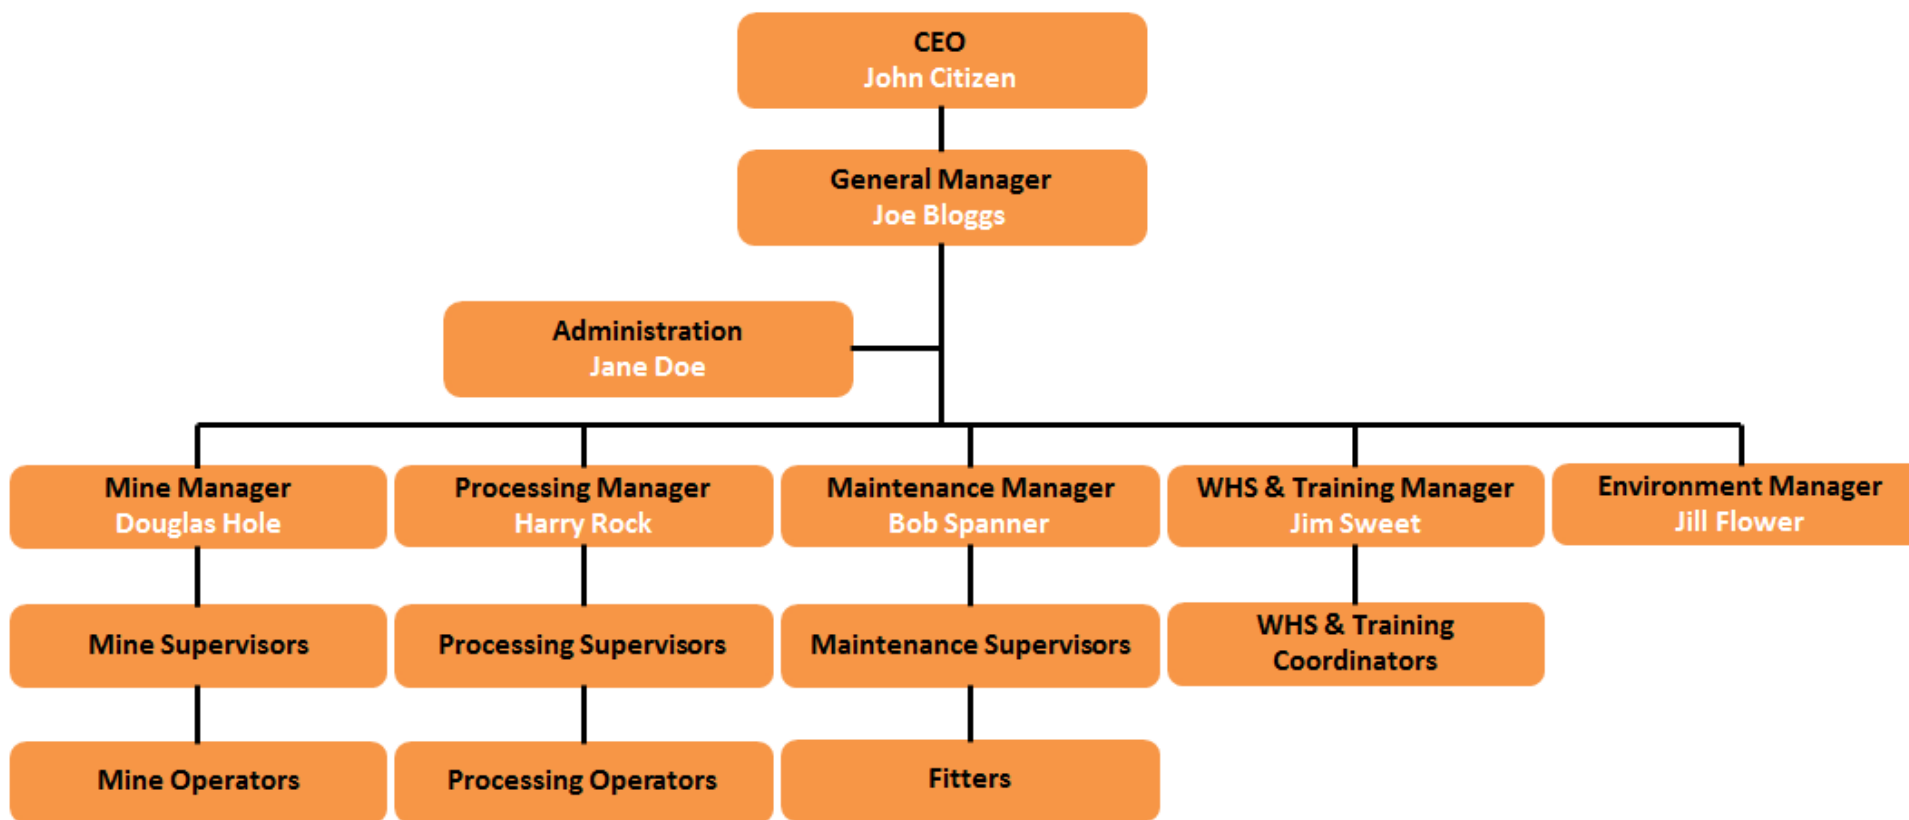 CEO
John Citizen
General Manager
Joe Bloggs
Administration
Jane Doe
Mine Manager
Douglas Hole
Processing Manager
Harry Rock
Maintenance Manager
Bob Spanner
WHS & Training Manager
Jim Sweet
Environment Manager
Jill Flower
Mine Supervisors
Processing Supervisors
Maintenance Supervisors
WHS & Training
Coordinators
Mine Operators
Processing Operators
Fitters